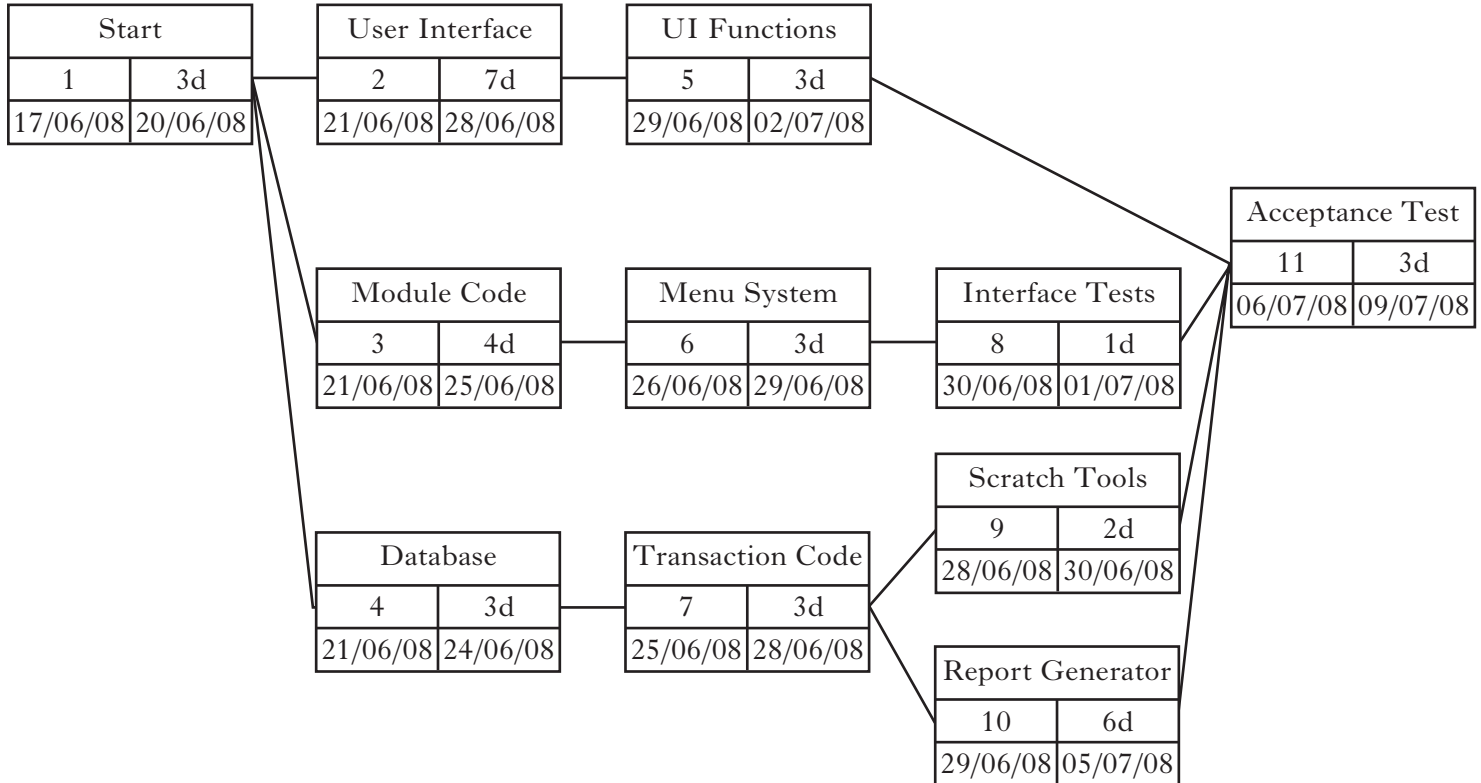 Start
1 3d
17/06/08 20/06/08
User Interface
2 7d
21/06/08 28/06/08
UI Functions
5 3d
29/06/08 02/07/08
Acceptance Test
11 3d
06/07/08 09/07/08
Module Code
3 4d
21/06/08 25/06/08
Menu System
6 3d
26/06/08 29/06/08
Interface Tests
8 1d
30/06/08 01/07/08
Scratch Tools
9 2d
28/06/08 30/06/08
Database
4 3d
21/06/08 24/06/08
Transaction Code
7 3d
25/06/08 28/06/08
Report Generator
10 6d
29/06/08 05/07/08